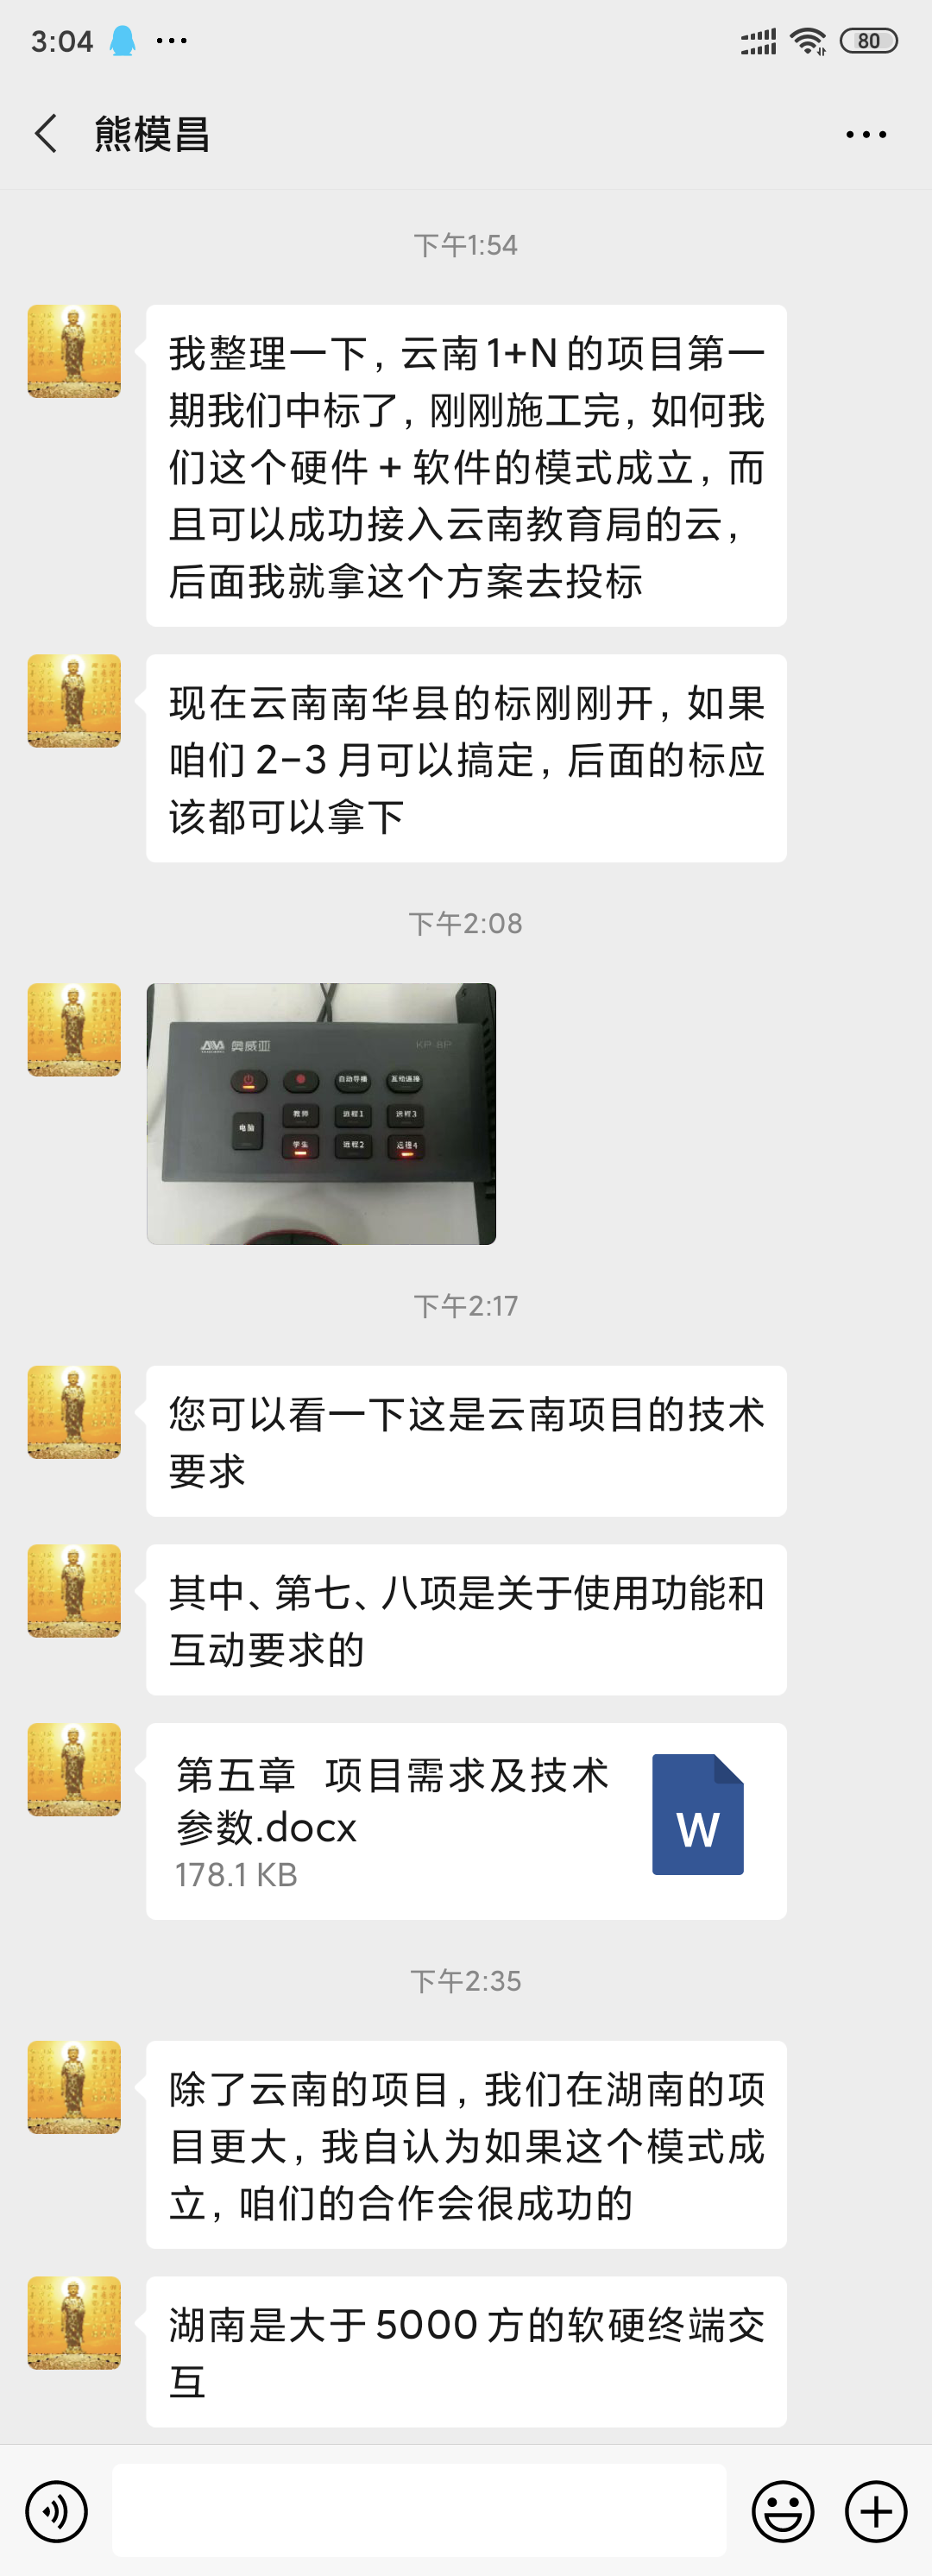 3:04
80
熊模昌
下午1:54
我整理一下，云南1+N的项目第一
期我们中标了，刚刚施工完，如何我
们这个硬件+软件的模式成立，而
且可以成功接入云南教育局的云，
后面我就拿这个方案去投标
现在云南南华县的标刚刚开，如果
咱们2-3月可以搞定，后面的标应
该都可以拿下
下午2:08
AVA 奥威亚 KP-8P
自动导播 互动连接
电脑 教师 远程1 远程3
学生 远程2 远程4
下午2:17
您可以看一下这是云南项目的技术
要求
其中、第七、八项是关于使用功能和
互动要求的
第五章 项目需求及技术
参数.docx
W
178.1 KB
下午2:35
除了云南的项目，我们在湖南的项
目更大，我自认为如果这个模式成
立，咱们的合作会很成功的
湖南是大于5000方的软硬终端交
互